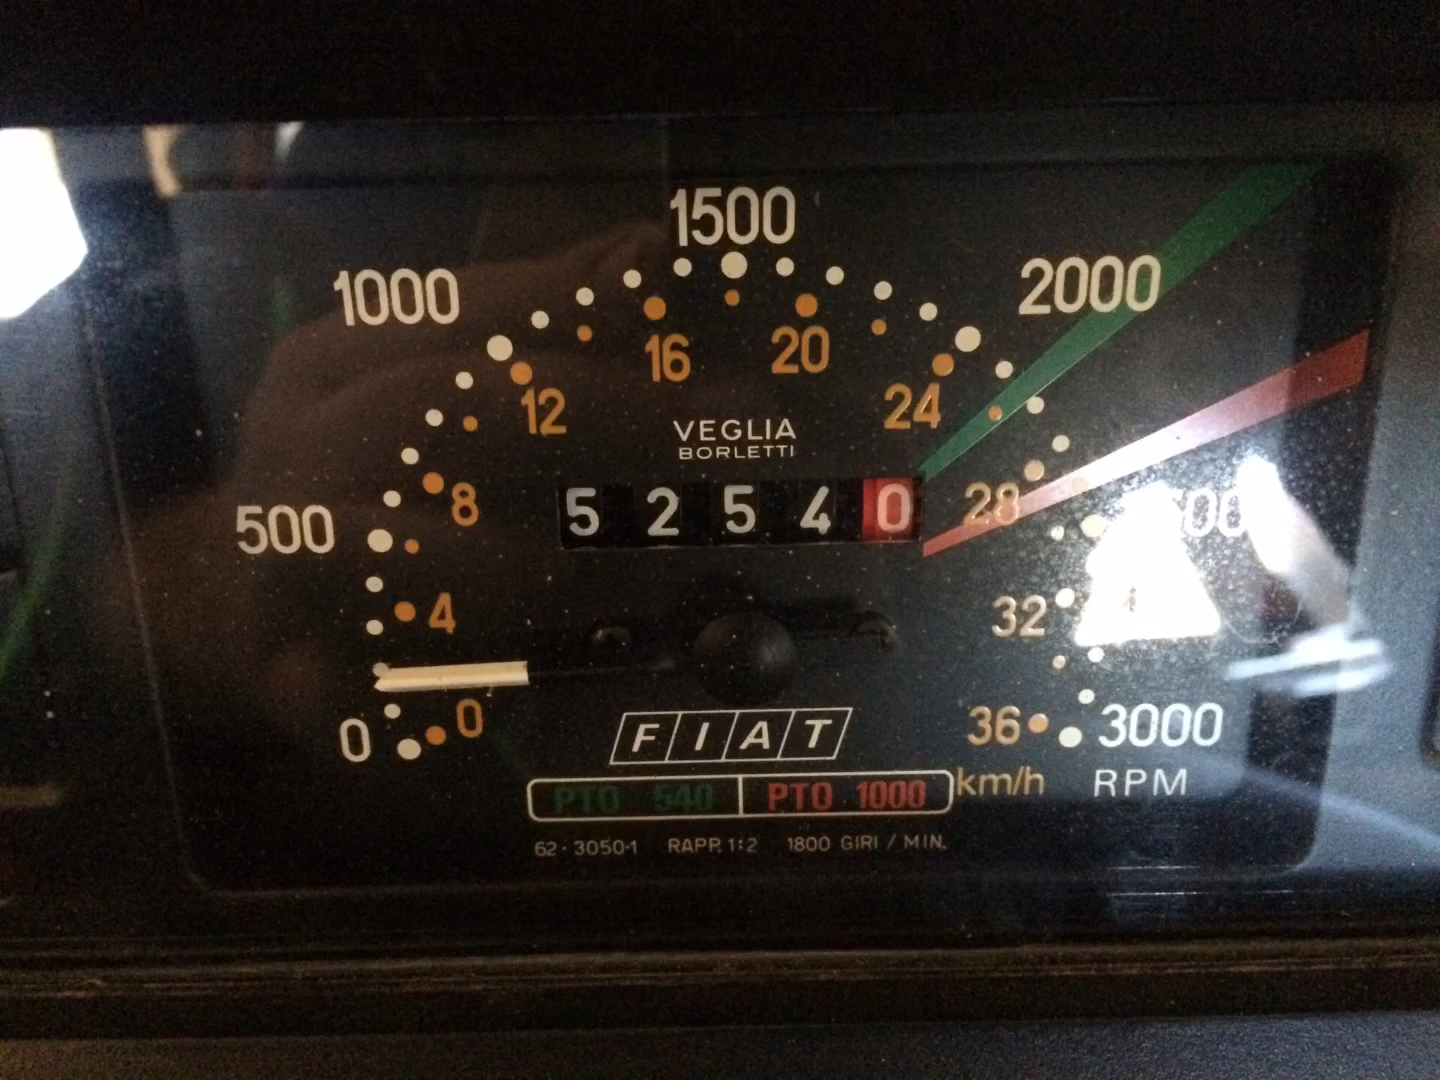 1500
1000
2000
16
20
12
24
VEGLIA
BORLETTI
500
8
5 2 5 4 0
28
4
32
0
0
FIAT
36
3000
PTO 540
PTO 1000
km/h
RPM
62·3050·1 RAPP. 1:2 1800 GIRI / MIN.